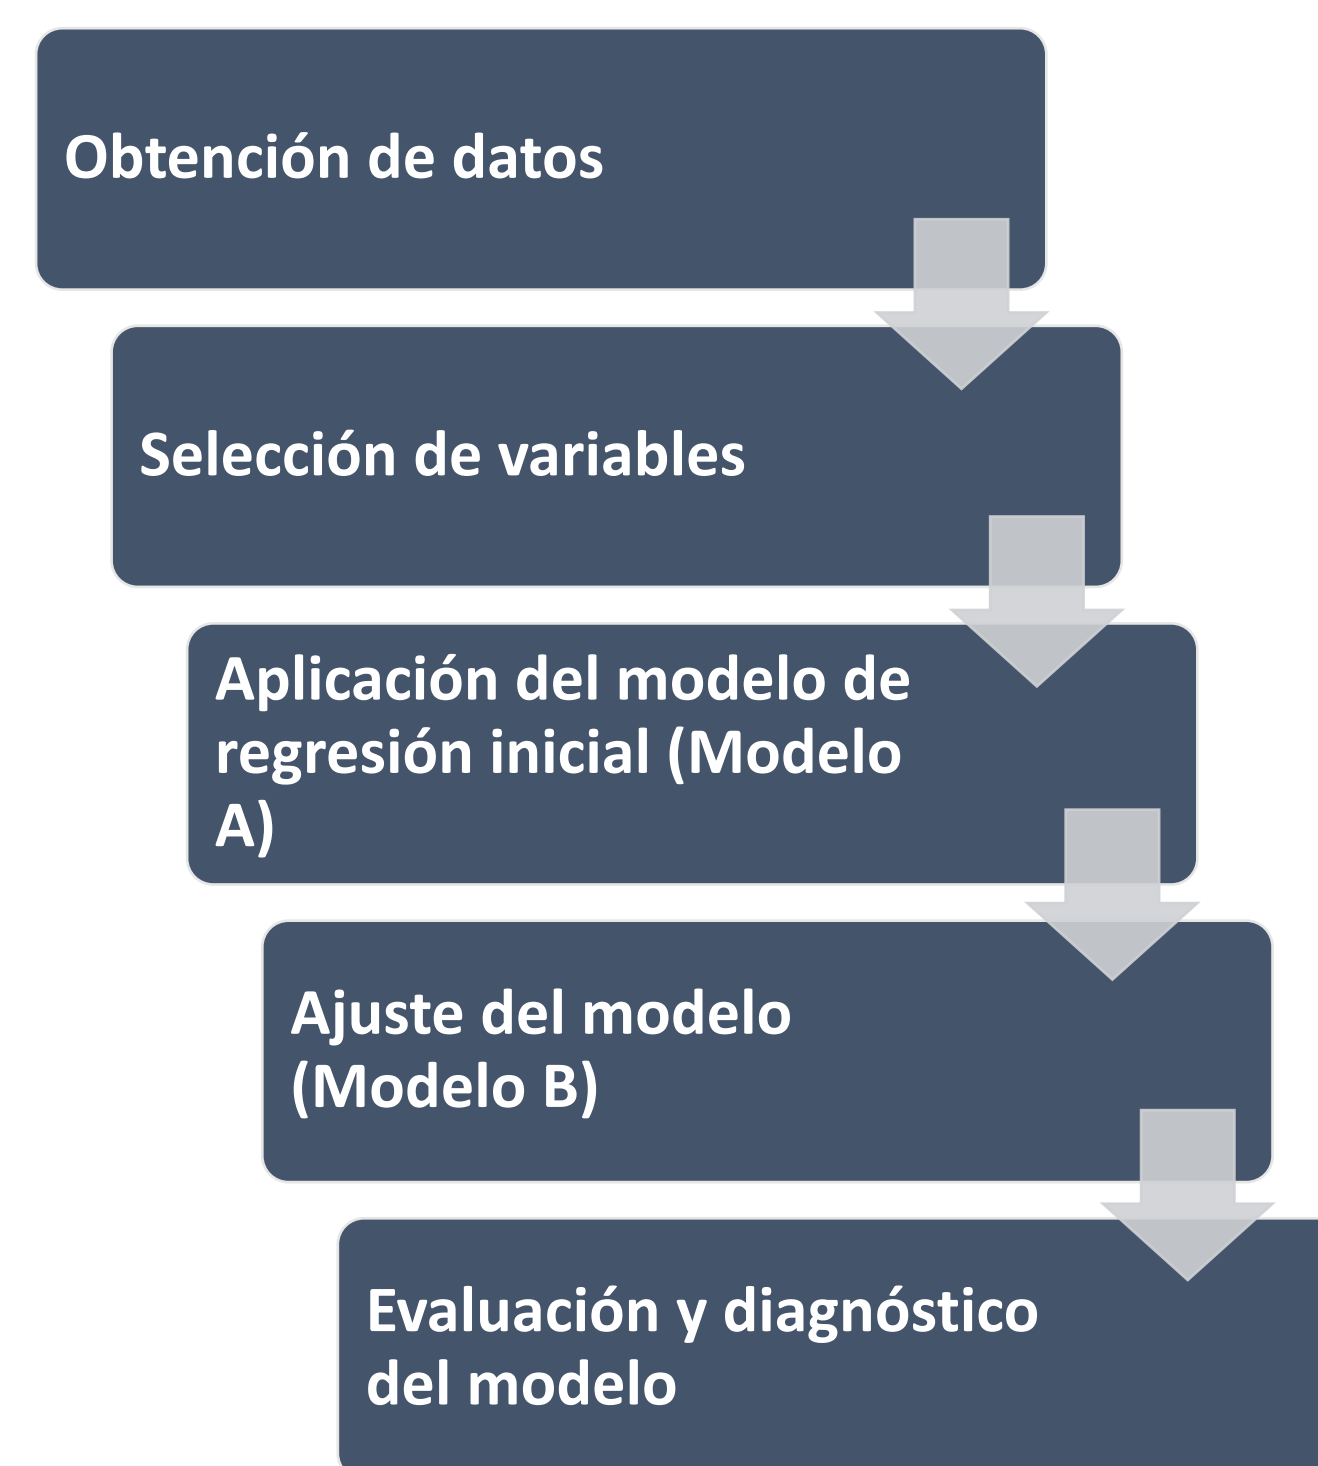 Obtención de datos
Selección de variables
Aplicación del modelo de
regresión inicial (Modelo
A)
Ajuste del modelo
(Modelo B)
Evaluación y diagnóstico
del modelo